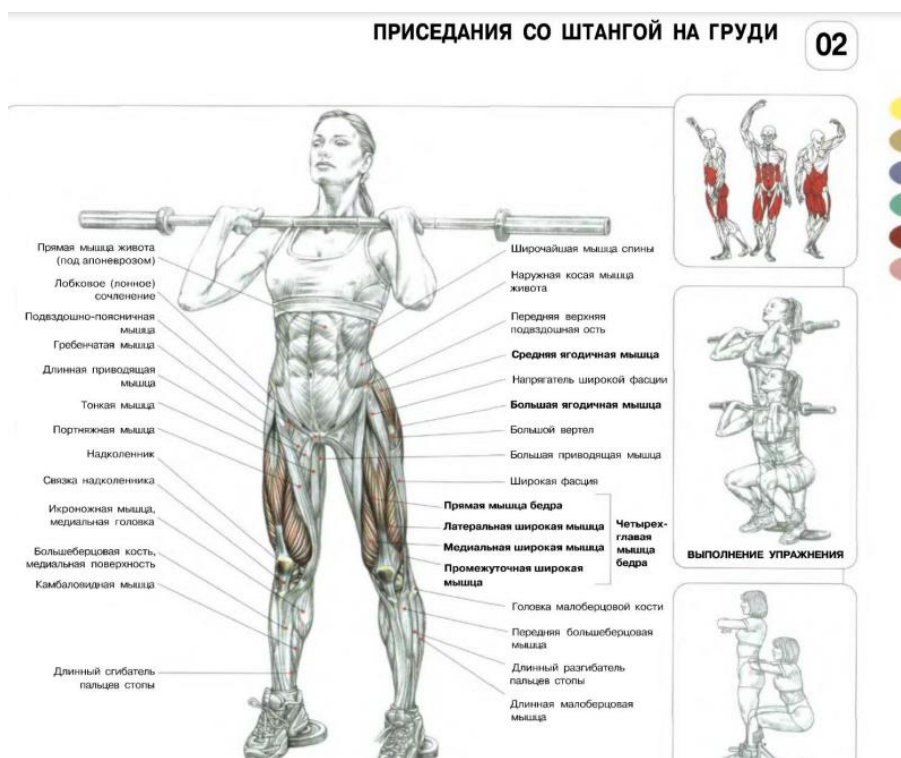 ПРИСЕДАНИЯ СО ШТАНГОЙ НА ГРУДИ
02
Прямая мышца живота
(под апоневрозом)
Лобковое (лонное)
сочленение
Подвздошно-поясничная
мышца
Гребенчатая мышца
Длинная приводящая
мышца
Тонкая мышца
Портняжная мышца
Надколенник
Связка надколенника
Икроножная мышца,
медиальная головка
Большеберцовая кость,
медиальная поверхность
Камбаловидная мышца
Длинный сгибатель
пальцев стопы
Широчайшая мышца спины
Наружная косая мышца
живота
Передняя верхняя
подвздошная ость
Средняя ягодичная мышца
Напрягатель широкой фасции
Большая ягодичная мышца
Большой вертел
Большая приводящая мышца
Широкая фасция
Прямая мышца бедра
Латеральная широкая мышца
Медиальная широкая мышца
Промежуточная широкая
мышца
Четырех-
главая
мышца
бедра
Головка малоберцовой кости
Передняя большеберцовая
мышца
Длинный разгибатель
пальцев стопы
Длинная малоберцовая
мышца
ВЫПОЛНЕНИЕ УПРАЖНЕНИЯ